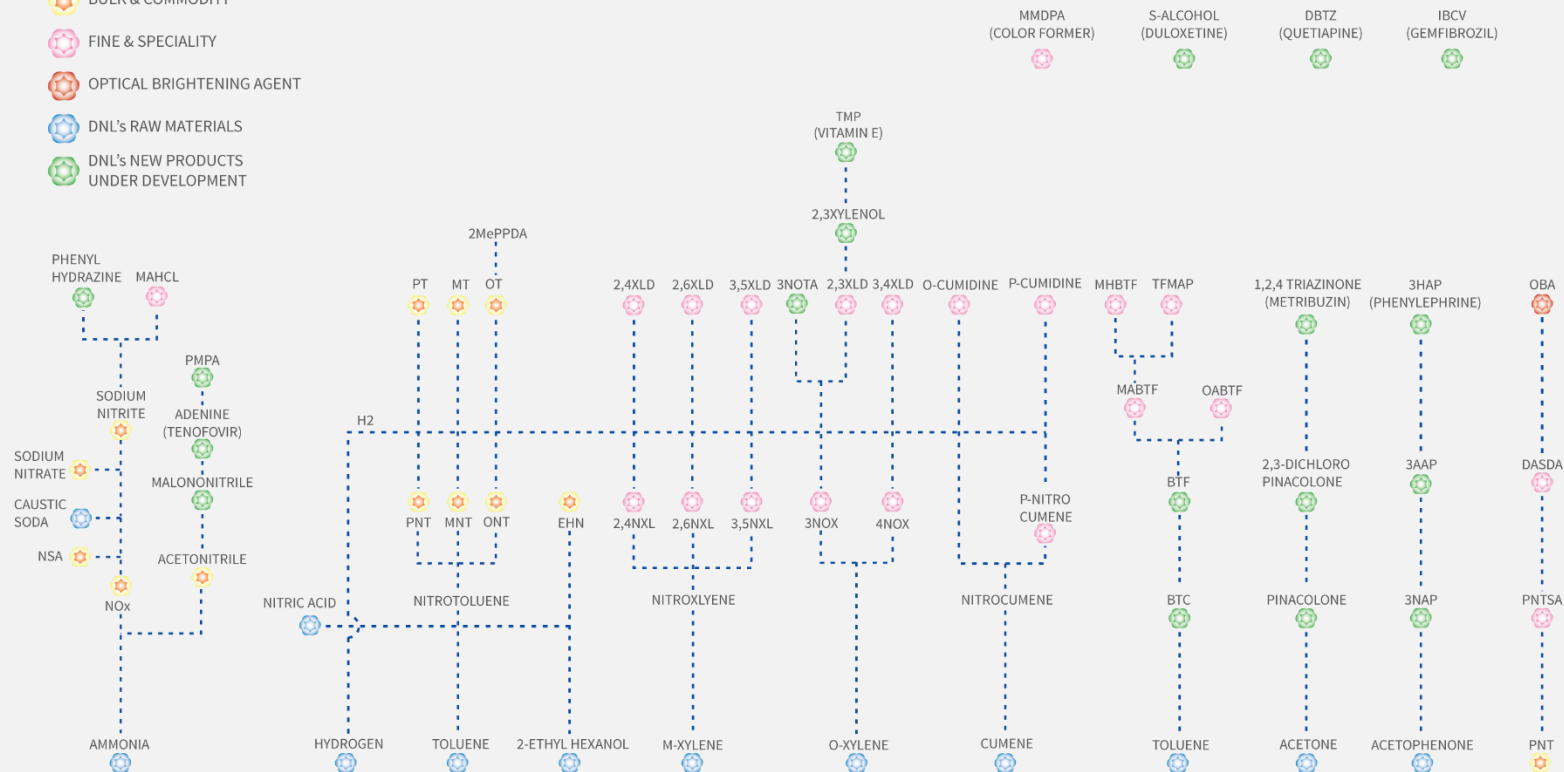 BULK & COMMODITY
FINE & SPECIALITY
OPTICAL BRIGHTENING AGENT
DNL's RAW MATERIALS
DNL's NEW PRODUCTS
UNDER DEVELOPMENT
MMDPA
(COLOR FORMER)
S-ALCOHOL
(DULOXETINE)
DBTZ
(QUETIAPINE)
IBCV
(GEMFIBROZIL)
TMP
(VITAMIN E)
2,3XYLENOL
2MePPDA
PHENYL
HYDRAZINE
MAHCL
PT
MT
OT
2,4XLD
2,6XLD
3,5XLD
3NOTA
2,3XLD
3,4XLD
O-CUMIDINE
P-CUMIDINE
MHBTF
TFMAP
1,2,4 TRIAZINONE
(METRIBUZIN)
3HAP
(PHENYLEPHRINE)
OBA
PMPA
SODIUM
NITRITE
ADENINE
(TENOFOVIR)
MABTF
OABTF
H2
SODIUM
NITRATE
MALONONITRILE
2,3-DICHLORO
PINACOLONE
3AAP
DASDA
BTF
CAUSTIC
SODA
PNT
MNT
ONT
EHN
2,4NXL
2,6NXL
3,5NXL
3NOX
4NOX
P-NITRO
CUMENE
NSA
ACETONITRILE
NOx
NITRIC ACID
NITROTOLUENE
NITROXLYENE
NITROCUMENE
BTC
PINACOLONE
3NAP
PNTSA
AMMONIA
HYDROGEN
TOLUENE
2-ETHYL HEXANOL
M-XYLENE
O-XYLENE
CUMENE
TOLUENE
ACETONE
ACETOPHENONE
PNT